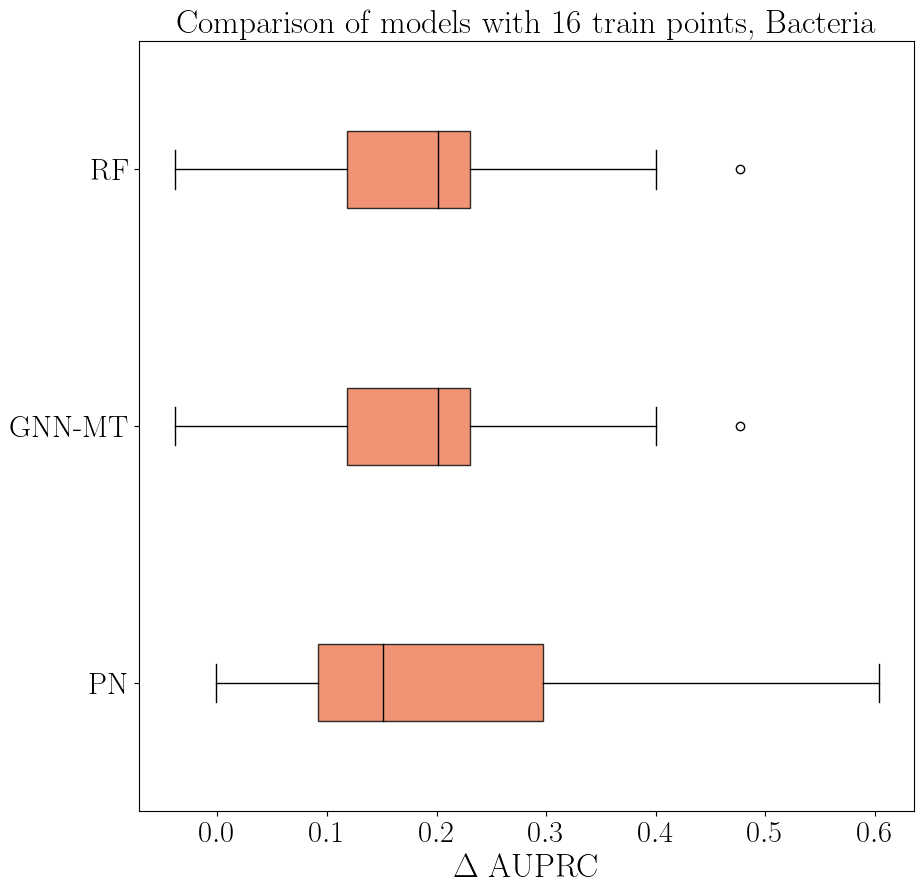 Comparison of models with 16 train points, Bacteria
RF
GNN-MT
PN
0.0 0.1 0.2 0.3 0.4 0.5 0.6
Δ AUPRC